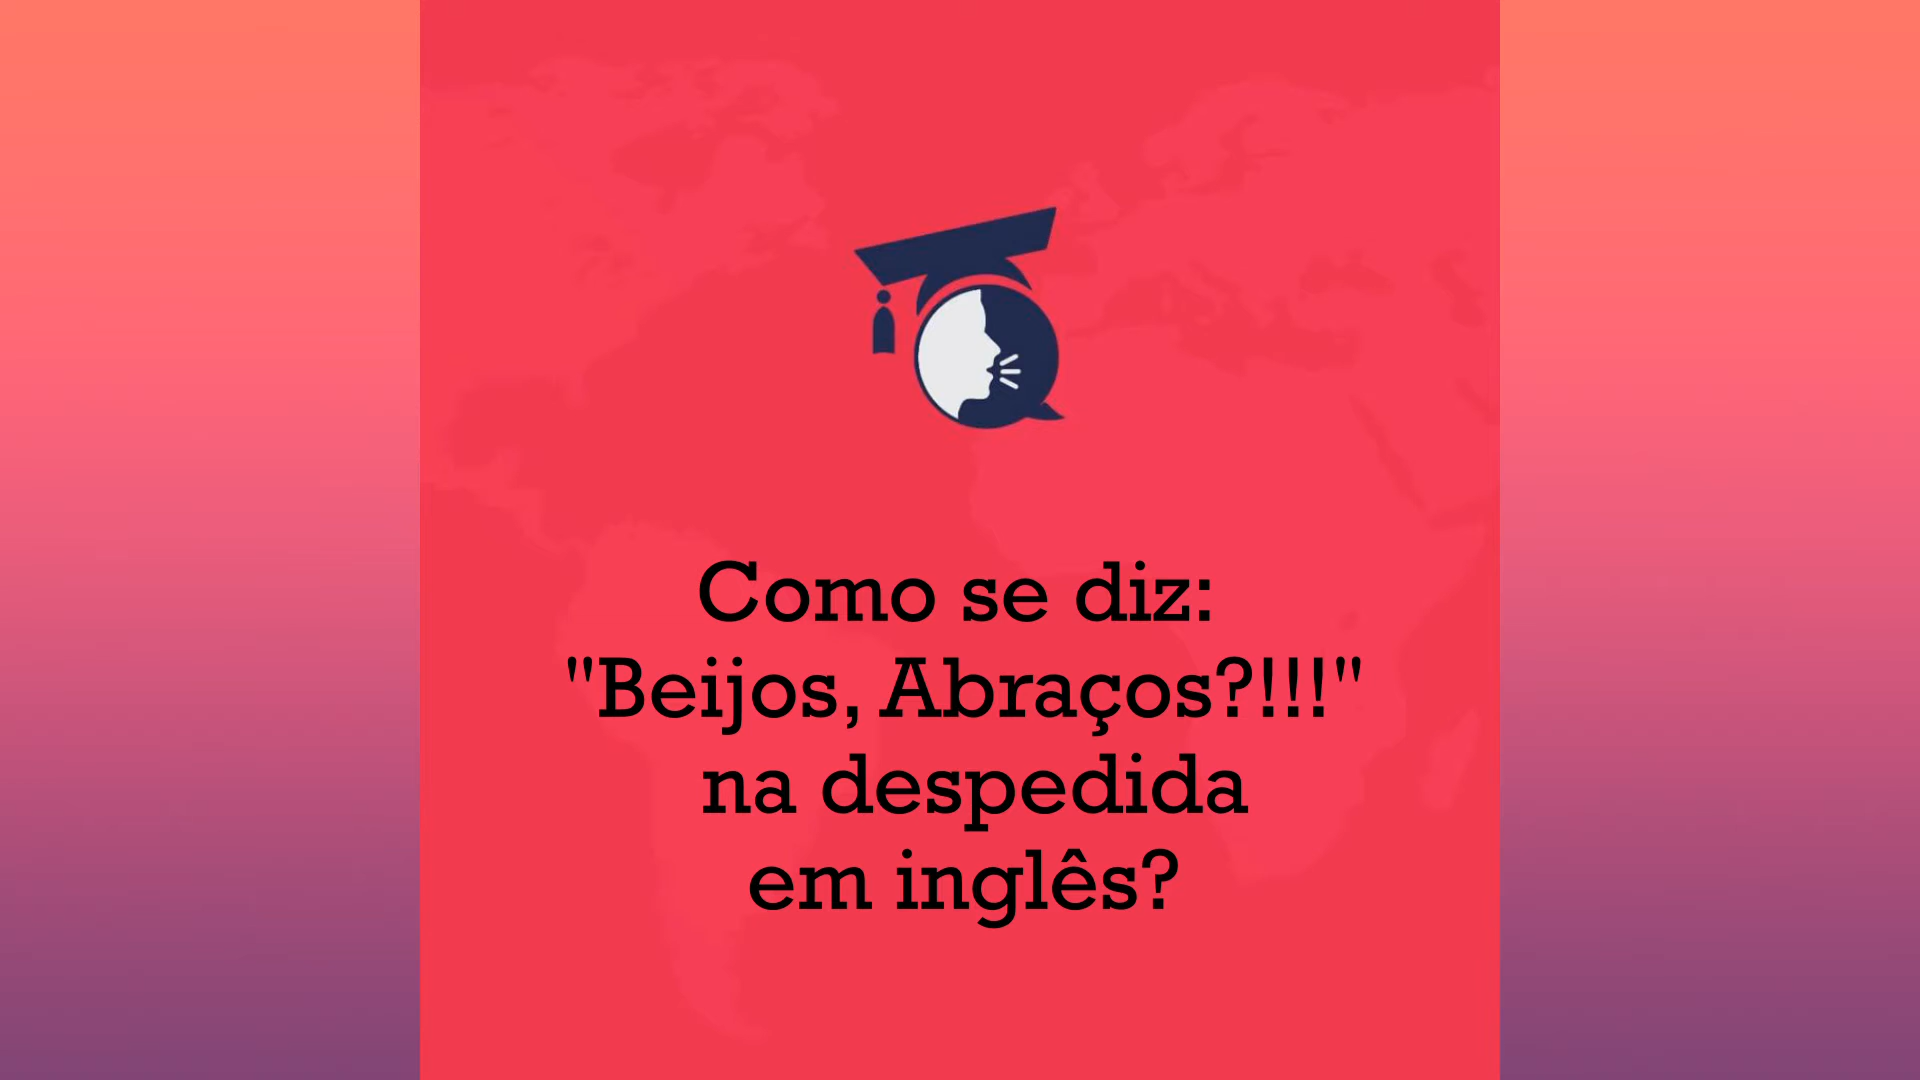 Como se diz:
"Beijos, Abraços?!!!"
na despedida
em inglês?